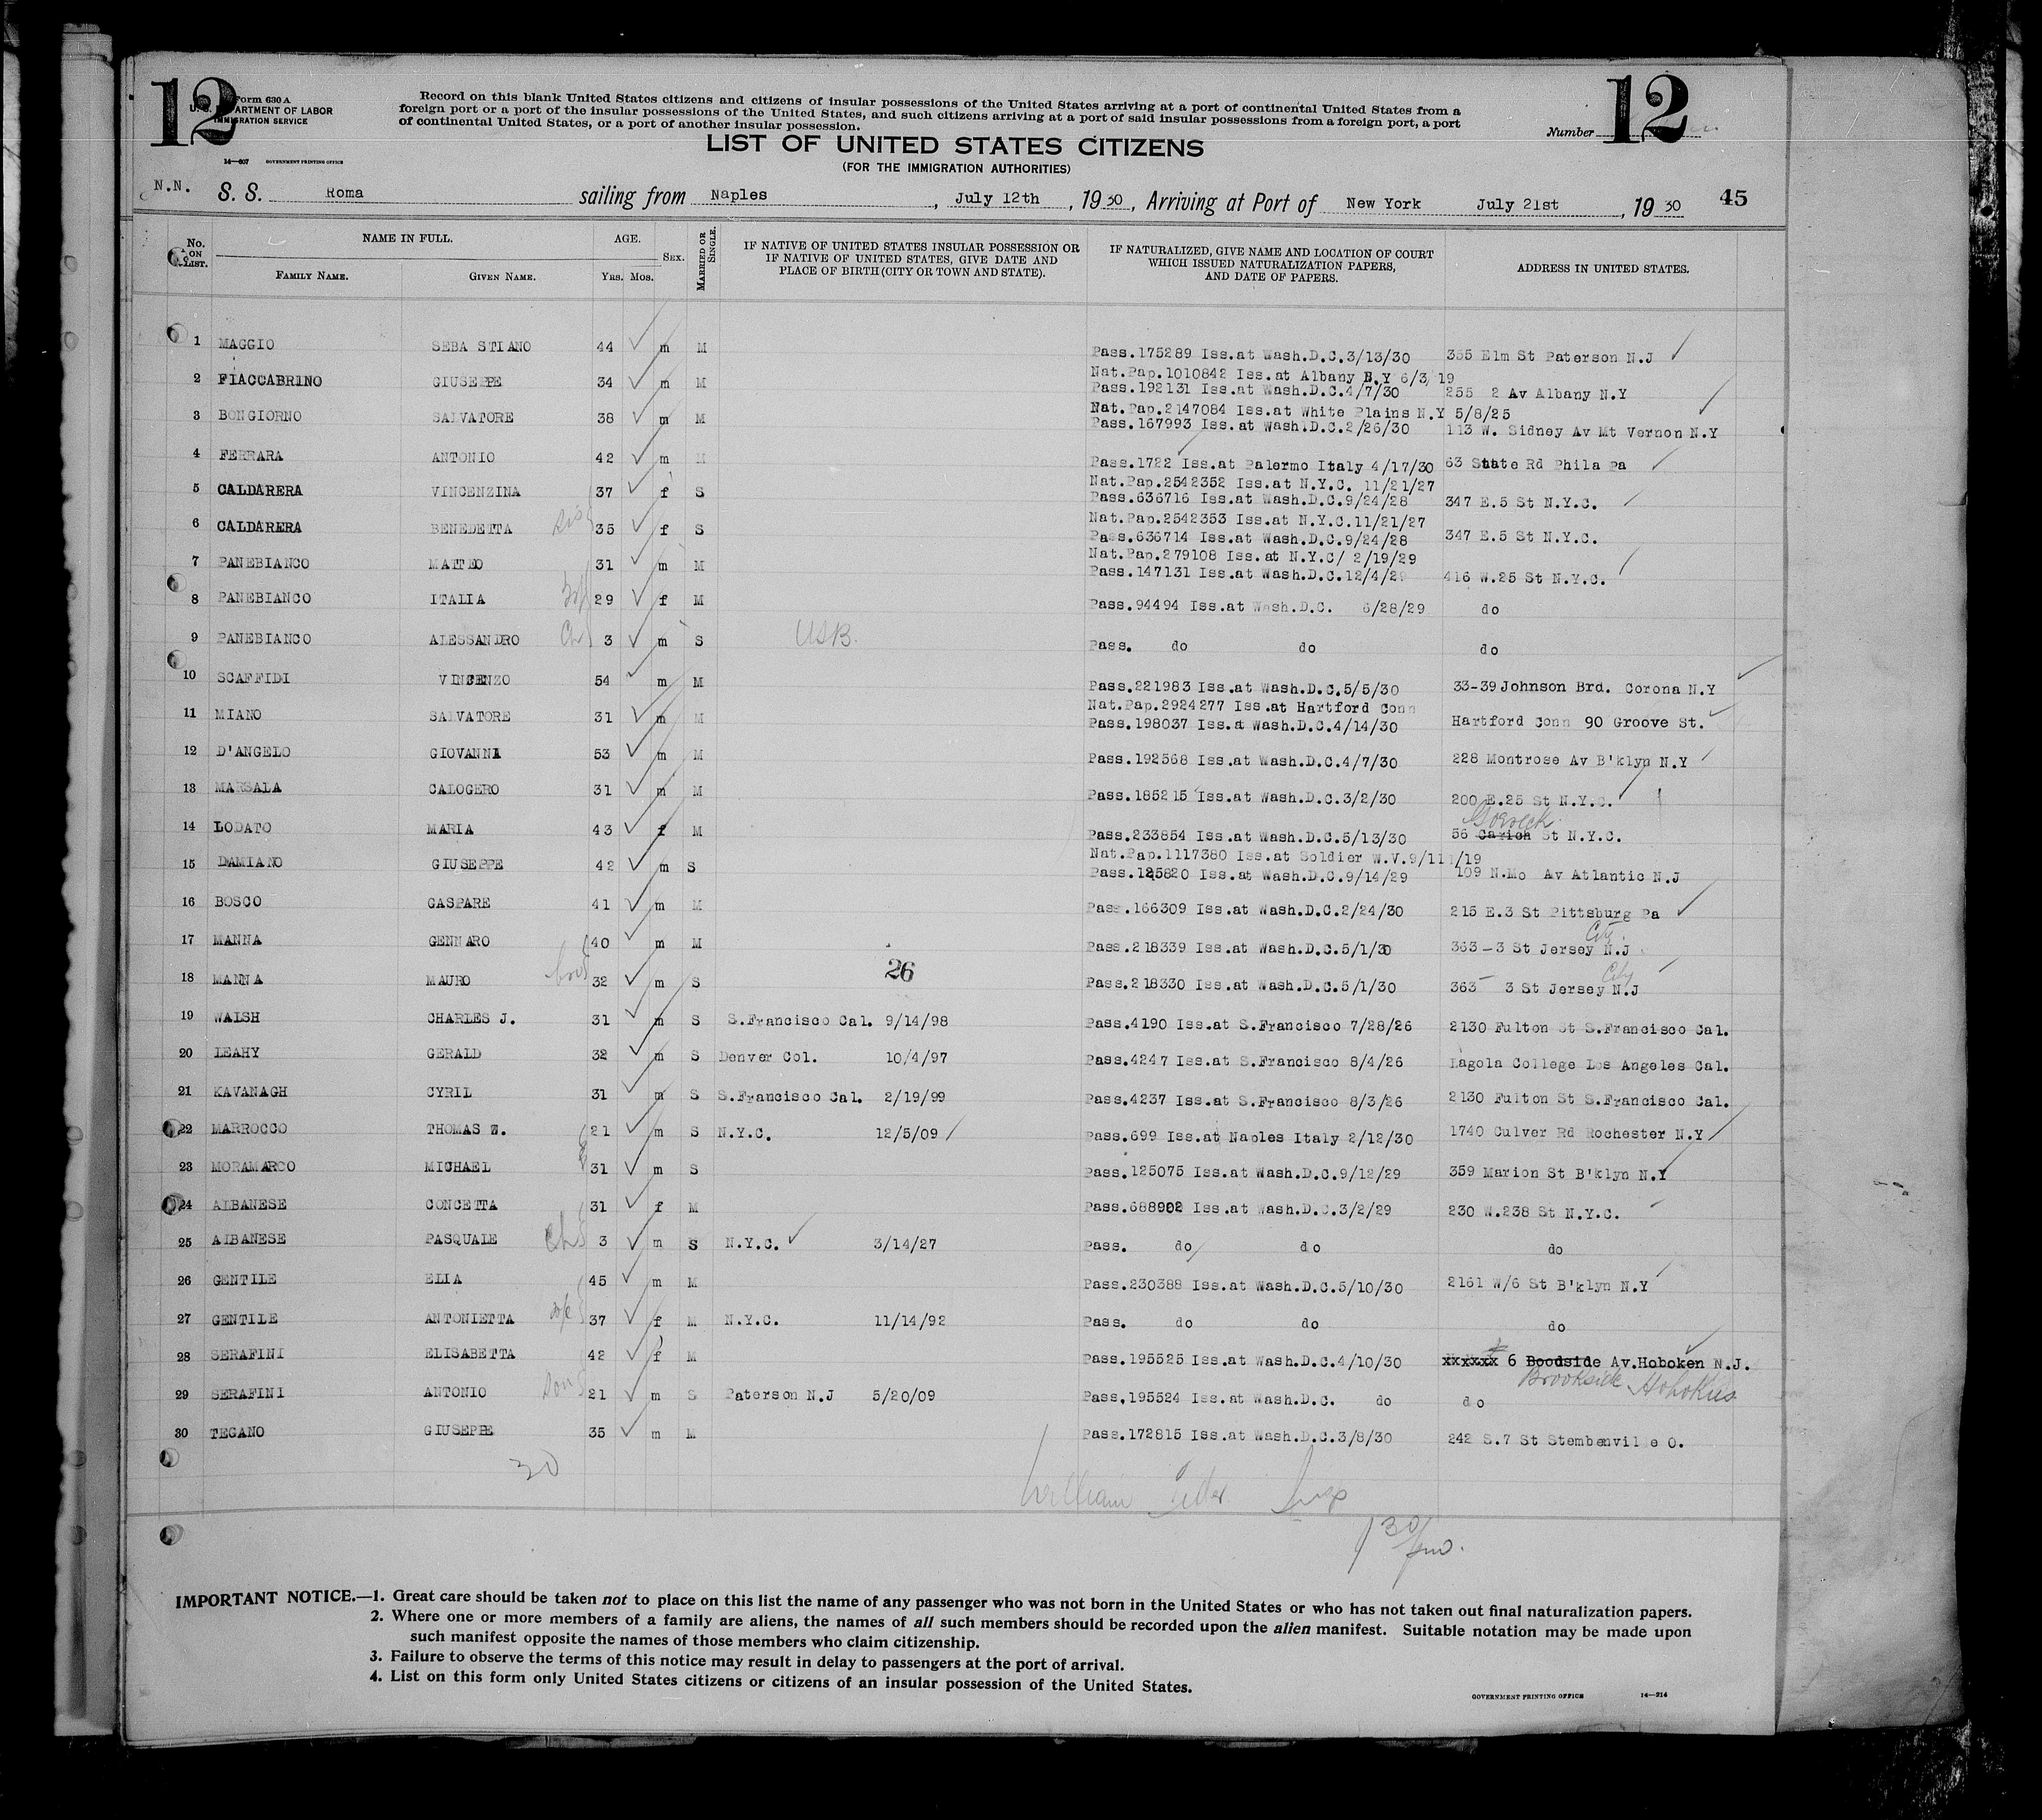 12
Form 630 A
U. S. DEPARTMENT OF LABOR
IMMIGRATION SERVICE
14—607 GOVERNMENT PRINTING OFFICE
Record on this blank United States citizens and citizens of insular possessions of the United States arriving at a port of continental United States from a
foreign port or a port of the insular possessions of the United States, and such citizens arriving at a port of said insular possessions from a foreign port, a port
of continental United States, or a port of another insular possession.
Number 12
LIST OF UNITED STATES CITIZENS
(FOR THE IMMIGRATION AUTHORITIES)
N.N. S. S. Roma sailing from Naples, July 12th, 1930, Arriving at Port of New York July 21st, 1930 45
No. ON LIST. NAME IN FULL. FAMILY NAME. GIVEN NAME. AGE. Yrs. Mos. SEX. MARRIED OR SINGLE. IF NATIVE OF UNITED STATES INSULAR POSSESSION OR IF NATIVE OF UNITED STATES, GIVE DATE AND PLACE OF BIRTH (CITY OR TOWN AND STATE). IF NATURALIZED, GIVE NAME AND LOCATION OF COURT WHICH ISSUED NATURALIZATION PAPERS, AND DATE OF PAPERS. ADDRESS IN UNITED STATES.
1 MAGGIO SEBA STIANO 44 m M Pass.175289 Iss.at Wash.D.C.3/13/30 355 Elm St Paterson N.J
Nat.Pap.1010842 Iss.at Albany N.Y 6/3/19
2 FIACCABRINO GIUSEPPE 34 m M Pass.192131 Iss.at Wash.D.C.4/7/30 255 2 Av Albany N.Y
Nat.Pap.2147084 Iss.at White Plains N.Y 5/8/25
3 BONGIORNO SALVATORE 38 m M Pass.167993 Iss.at Wash.D.C.2/26/30 113 W. Sidney Av Mt Vernon N.Y
4 FERRARA ANTONIO 42 m M Pass.1722 Iss.at Palermo Italy 4/17/30 63 State Rd Phila Pa
Nat.Pap.2542352 Iss.at N.Y.C. 11/21/27
5 CALDARERA VINCENZINA 37 f S Pass.636716 Iss.at Wash.D.C.9/24/28 347 E.5 St N.Y.C.
Nat.Pap.2542353 Iss.at N.Y.C.11/21/27
6 CALDARERA BENEDETTA sis 35 f S Pass.636714 Iss.at Wash.D.C.9/24/28 347 E.5 St N.Y.C.
Nat.Pap.279108 Iss.at N.Y.C/ 2/19/29
7 PANEBIANCO MATTEO 31 m M Pass.147131 Iss.at Wash.D.C.12/4/29 416 W.25 St N.Y.C.
8 PANEBIANCO ITALIA 29 f M Pass.94494 Iss.at Wash.D.C. 6/28/29 do
9 PANEBIANCO ALESSANDRO Ch 3 m S USB. Pass. do do do
10 SCAFFIDI VINCENZO 54 m M Pass.221983 Iss.at Wash.D.C.5/5/30 33-39 Johnson Brd. Corona N.Y
Nat.Pap.2924277 Iss.at Hartford Conn
11 MIANO SALVATORE 31 m M Pass.198037 Iss.at Wash.D.C.4/14/30 Hartford Conn 90 Groove St.
12 D'ANGELO GIOVANNI 53 m M Pass.192568 Iss.at Wash.D.C.4/7/30 228 Montrose Av B'klyn N.Y
13 MARSALA CALOGERO 31 m M Pass.185215 Iss.at Wash.D.C.3/2/30 200 E.25 St N.Y.C.
14 LODATO MARIA 43 f M Pass.233854 Iss.at Wash.D.C.5/13/30 56 St N.Y.C.
Nat.Pap.1117380 Iss.at Soldier W.V.9/11/19
15 DAMIANO GIUSEPPE 42 m S Pass.125820 Iss.at Wash.D.C.9/14/29 109 N.Mo Av Atlantic N.J
16 BOSCO GASPARE 41 m M Pass.166309 Iss.at Wash.D.C.2/24/30 215 E.3 St Pittsburg Pa
17 MANNA GENNARO 40 m M Pass.218339 Iss.at Wash.D.C.5/1/30 363-3 St Jersey City N.J
26
18 MANNA MAURO bro 32 m S Pass.218330 Iss.at Wash.D.C.5/1/30 363- 3 St Jersey City N.J
19 WALSH CHARLES J. 31 m S S.Francisco Cal. 9/14/98 Pass.4190 Iss.at S.Francisco 7/28/26 2130 Fulton St S.Francisco Cal.
20 LEAHY GERALD 32 m S Denver Col. 10/4/97 Pass.4247 Iss.at S.Francisco 8/4/26 Lagola College Los Angeles Cal.
21 KAVANAGH CYRIL 31 m S S.Francisco Cal. 2/19/99 Pass.4237 Iss.at S.Francisco 8/3/26 2130 Fulton St S.Francisco Cal.
22 MARROCCO THOMAS W. 21 m S N.Y.C. 12/5/09 Pass.699 Iss.at Naples Italy 2/12/30 1740 Culver Rd Rochester N.Y
23 MORAMARCO MICHAEL 31 m S Pass.125075 Iss.at Wash.D.C.9/12/29 359 Marion St B'klyn N.Y
24 ALBANESE CONCETTA 31 f M Pass.688902 Iss.at Wash.D.C.3/2/29 230 W.238 St N.Y.C.
25 ALBANESE PASQUALE Ch 3 m S N.Y.C. 3/14/27 Pass. do do do
26 GENTILE ELIA 45 m M Pass.230388 Iss.at Wash.D.C.5/10/30 2161 W/6 St B'klyn N.Y
27 GENTILE ANTONIETTA wfe 37 f M N.Y.C. 11/14/92 Pass. do do do
28 SERAFINI ELISABETTA 42 f M Pass.195525 Iss.at Wash.D.C.4/10/30 xxxxxx 6 Boodside Av.Hoboken N.J.
Brookside Hohokus
29 SERAFINI ANTONIO son 21 m S Paterson N.J 5/20/09 Pass.195524 Iss.at Wash.D.C. do do
30 TEGANO GIUSEPPE 35 m M Pass.172815 Iss.at Wash.D.C.3/8/30 242 S.7 St Stembenville O.
30
William
IMPORTANT NOTICE.—1. Great care should be taken not to place on this list the name of any passenger who was not born in the United States or who has not taken out final naturalization papers.
2. Where one or more members of a family are aliens, the names of all such members should be recorded upon the alien manifest. Suitable notation may be made upon
such manifest opposite the names of those members who claim citizenship.
3. Failure to observe the terms of this notice may result in delay to passengers at the port of arrival.
4. List on this form only United States citizens or citizens of an insular possession of the United States.
GOVERNMENT PRINTING OFFICE 14—214